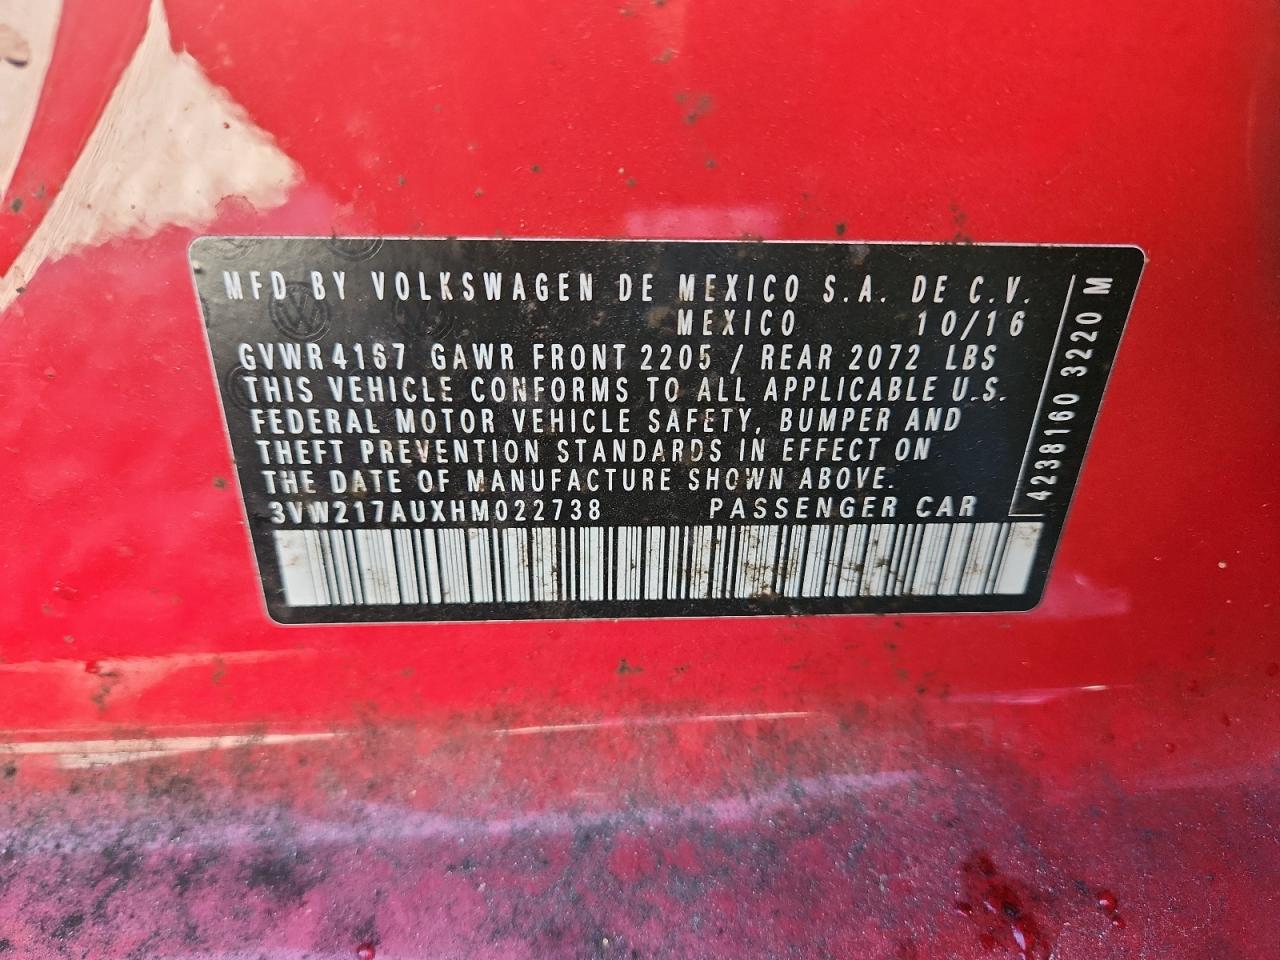 MFD BY VOLKSWAGEN DE MEXICO S.A. DE C.V.
MEXICO 10/16
GVWR 4167 GAWR FRONT 2205 / REAR 2072 LBS
THIS VEHICLE CONFORMS TO ALL APPLICABLE U.S.
FEDERAL MOTOR VEHICLE SAFETY, BUMPER AND
THEFT PREVENTION STANDARDS IN EFFECT ON
THE DATE OF MANUFACTURE SHOWN ABOVE.
3VW217AUXHM022738 PASSENGER CAR
4238160 3220 M